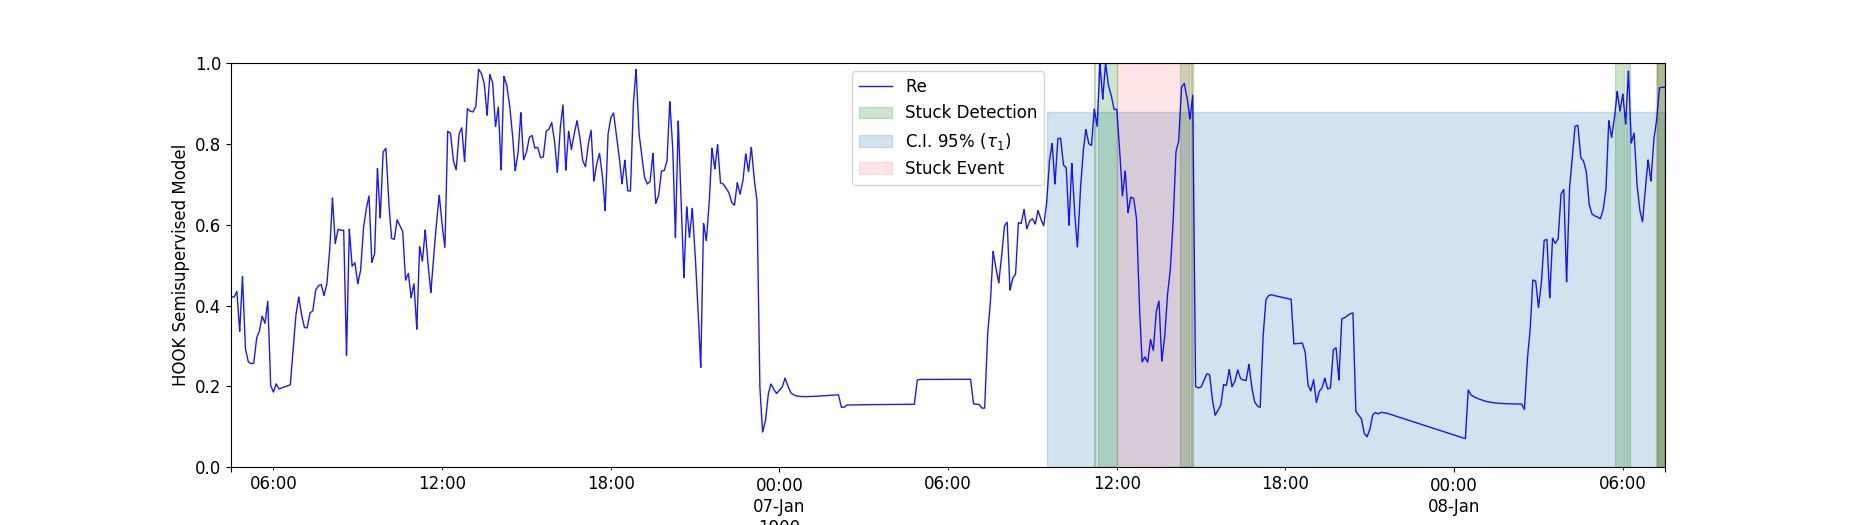 HOOK Semisupervised Model
1.0
0.8
0.6
0.4
0.2
0.0
Re
Stuck Detection
C.I. 95% (τ₁)
Stuck Event
06:00 12:00 18:00 00:00 06:00 12:00 18:00 00:00 06:00
07-Jan 08-Jan
1900